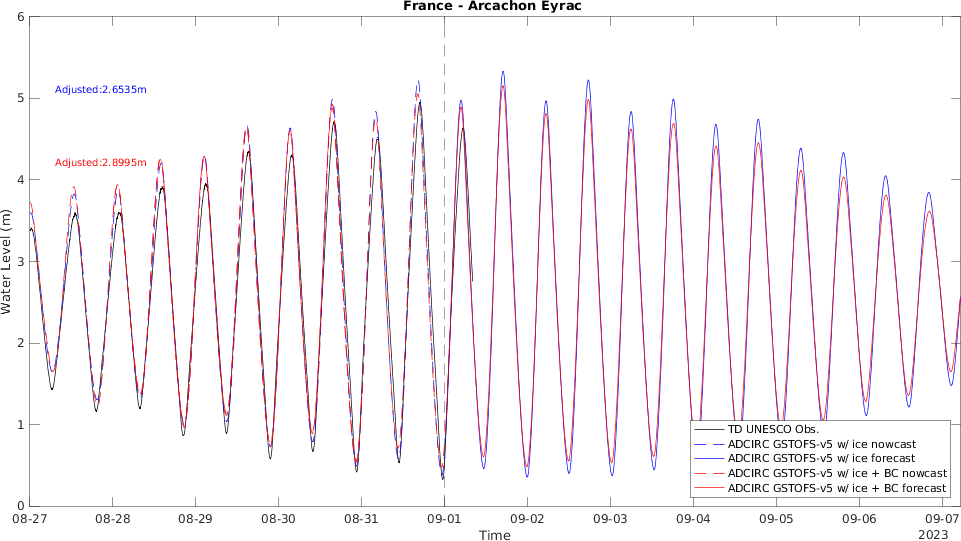 France - Arcachon Eyrac
6
5
4
3
2
1
0
Water Level (m)
Adjusted:2.6535m
Adjusted:2.8995m
TD UNESCO Obs.
ADCIRC GSTOFS-v5 w/ ice nowcast
ADCIRC GSTOFS-v5 w/ ice forecast
ADCIRC GSTOFS-v5 w/ ice + BC nowcast
ADCIRC GSTOFS-v5 w/ ice + BC forecast
08-27 08-28 08-29 08-30 08-31 09-01 09-02 09-03 09-04 09-05 09-06 09-07
Time
2023